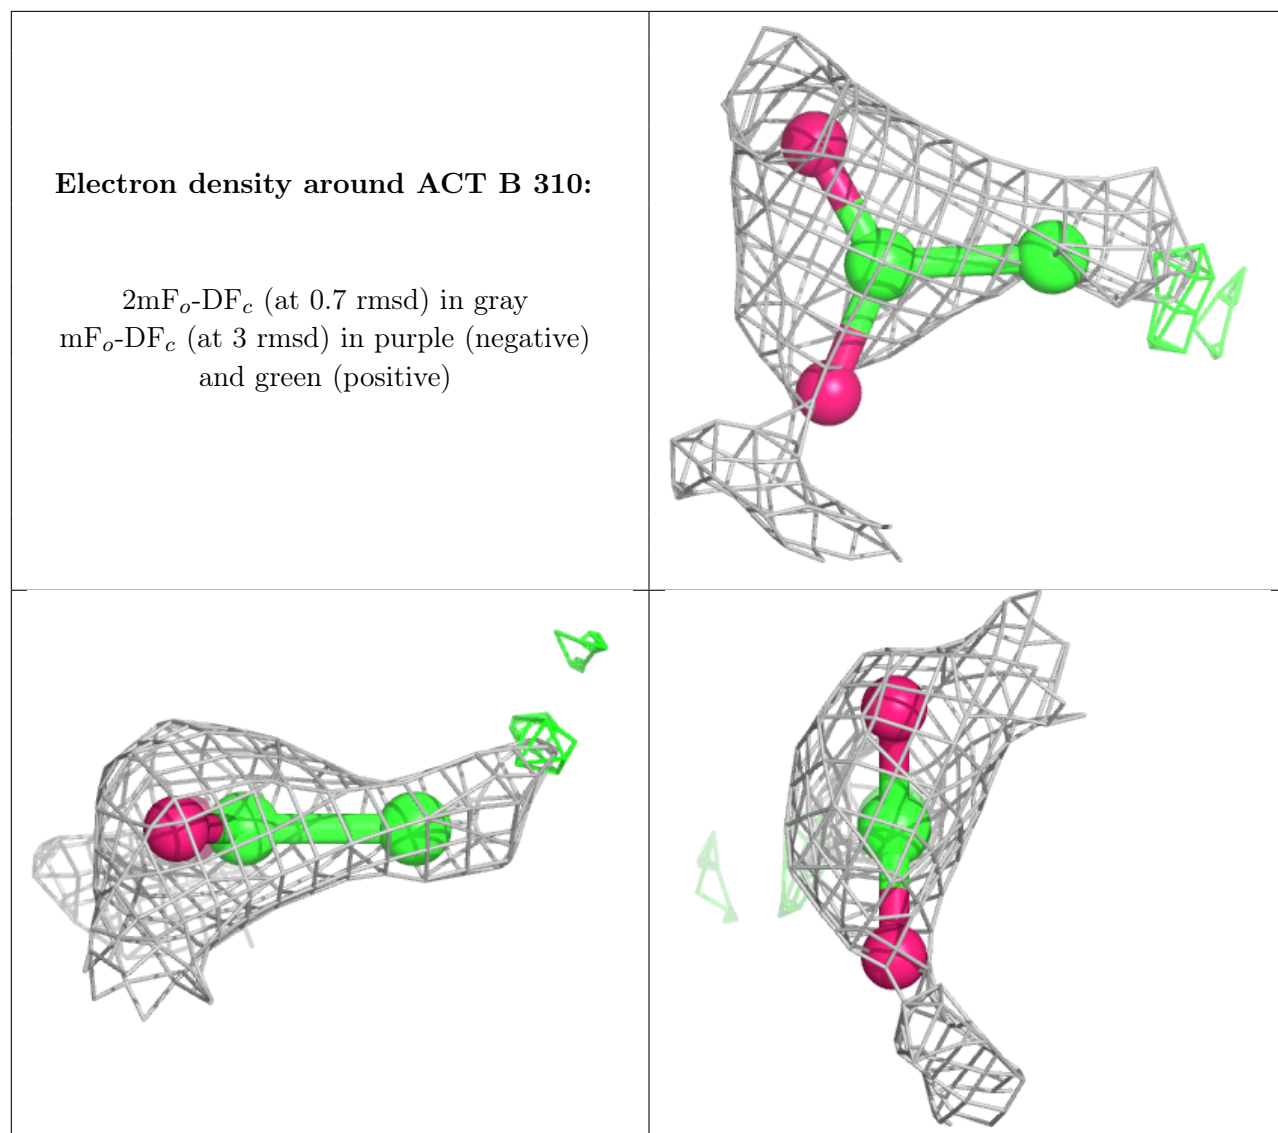 Electron density around ACT B 310:
2mFo-DFc (at 0.7 rmsd) in gray
mFo-DFc (at 3 rmsd) in purple (negative)
and green (positive)